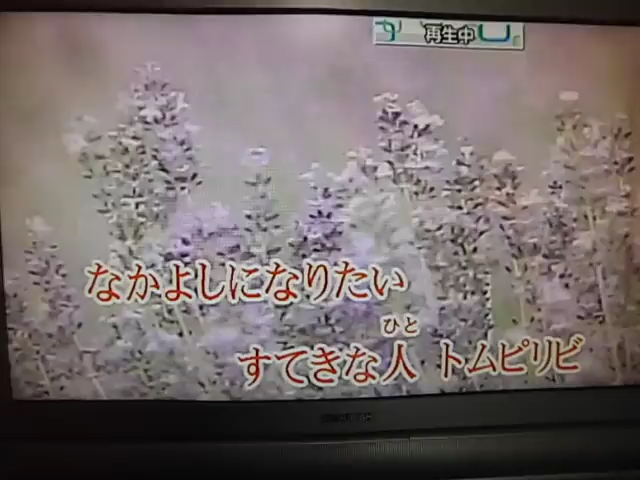 再生中
なかよしになりたい
ひと
すてきな人 トムピリビ